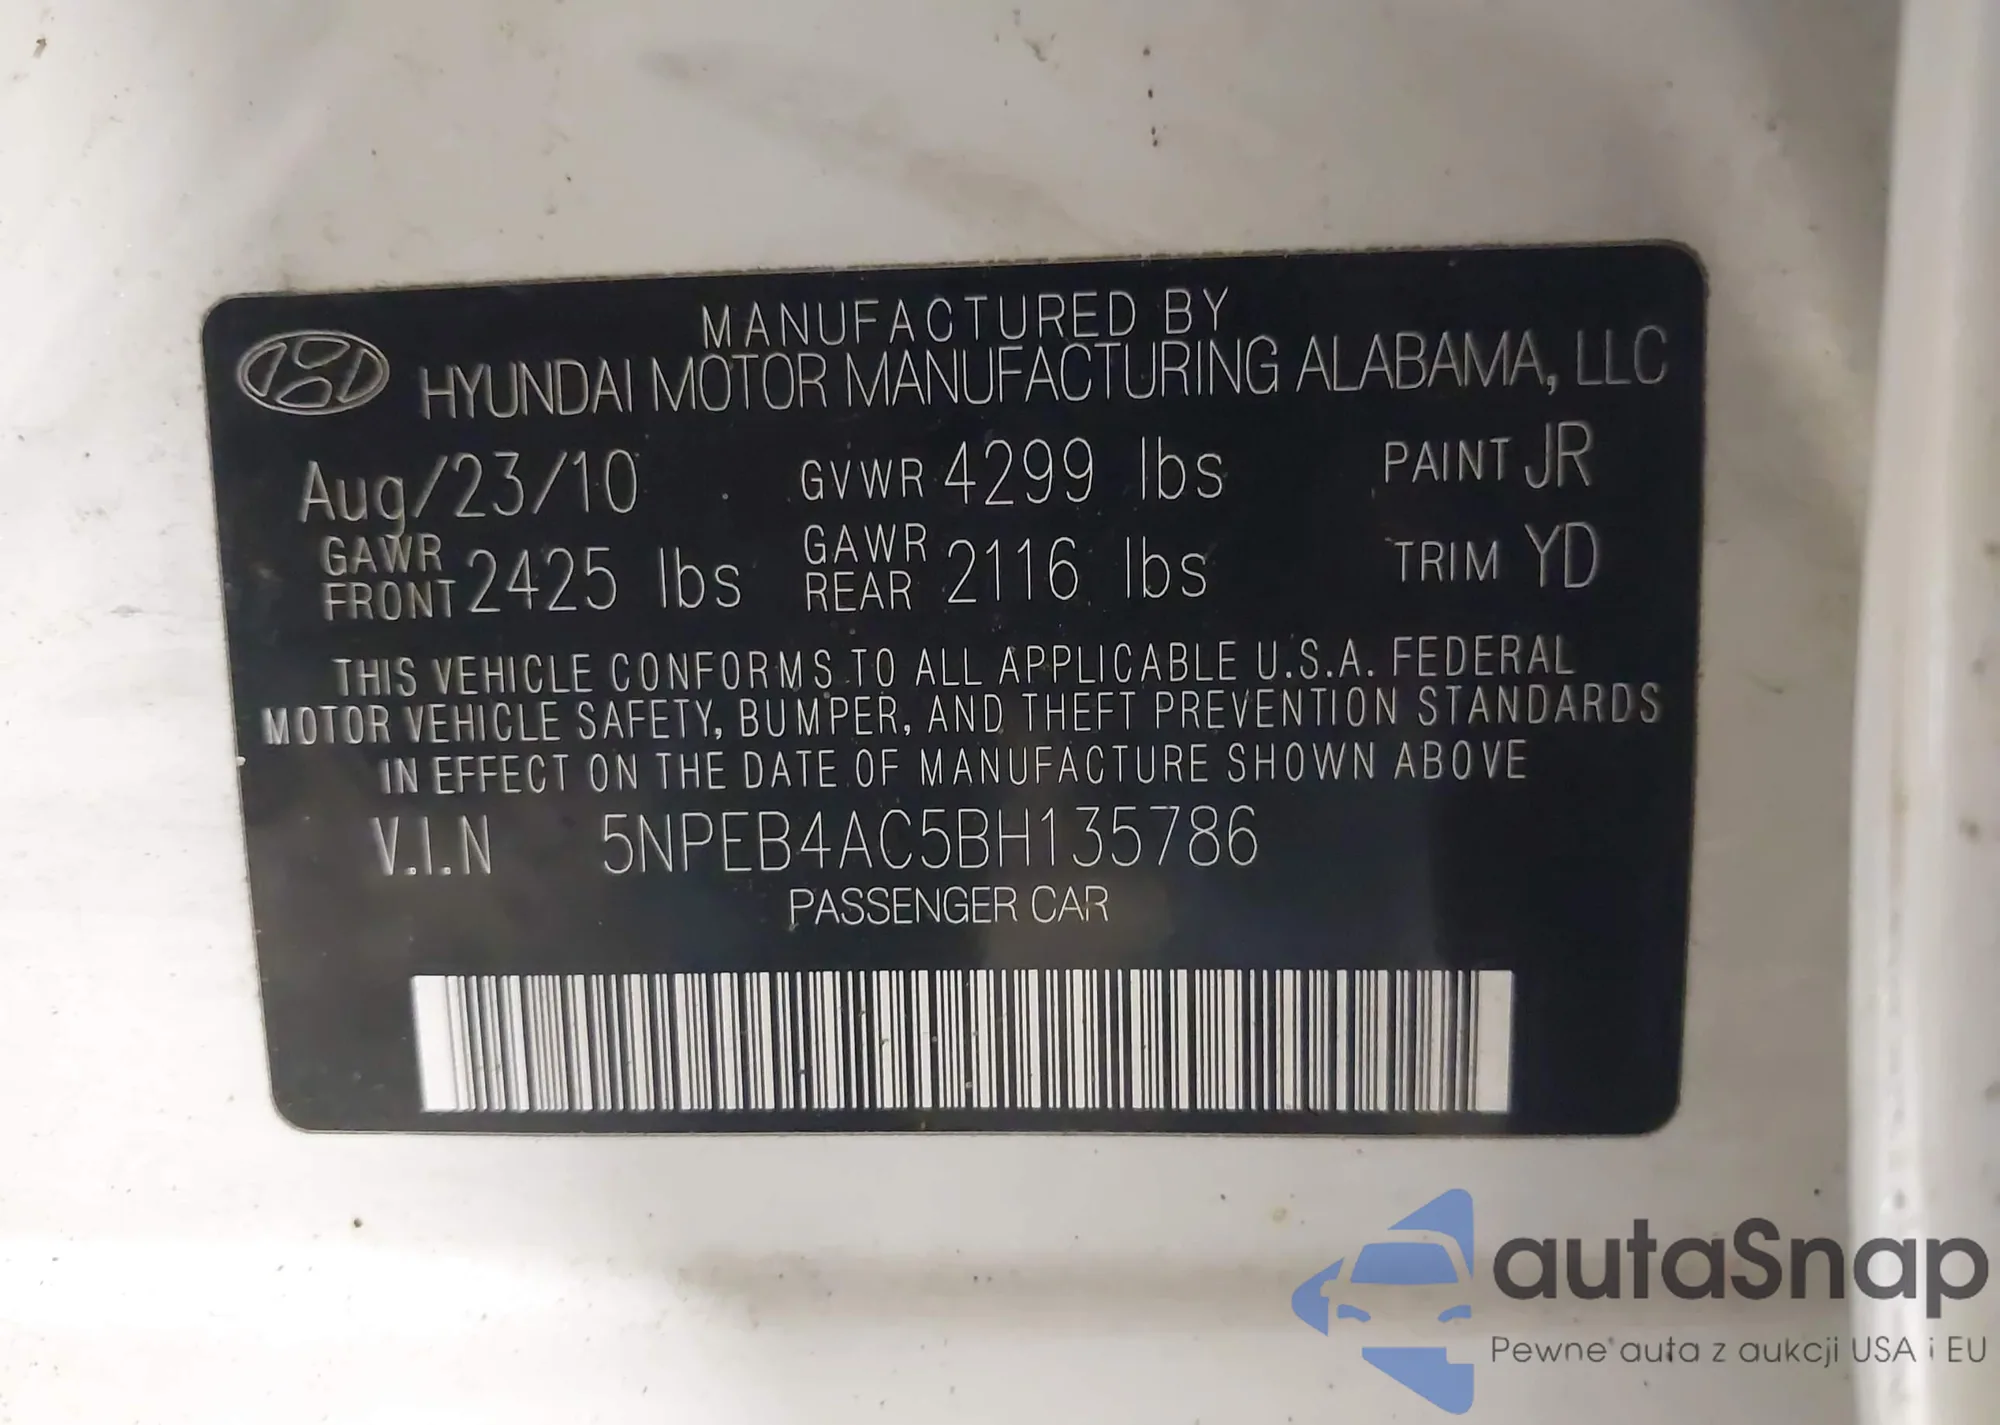 MANUFACTURED BY
HYUNDAI MOTOR MANUFACTURING ALABAMA, LLC
Aug/23/10 GVWR 4299 lbs PAINT JR
GAWR FRONT 2425 lbs GAWR REAR 2116 lbs TRIM YD
THIS VEHICLE CONFORMS TO ALL APPLICABLE U.S.A. FEDERAL
MOTOR VEHICLE SAFETY, BUMPER, AND THEFT PREVENTION STANDARDS
IN EFFECT ON THE DATE OF MANUFACTURE SHOWN ABOVE
V.I.N 5NPEB4AC5BH135786
PASSENGER CAR
autaSnap
Pewne auta z aukcji USA i EU